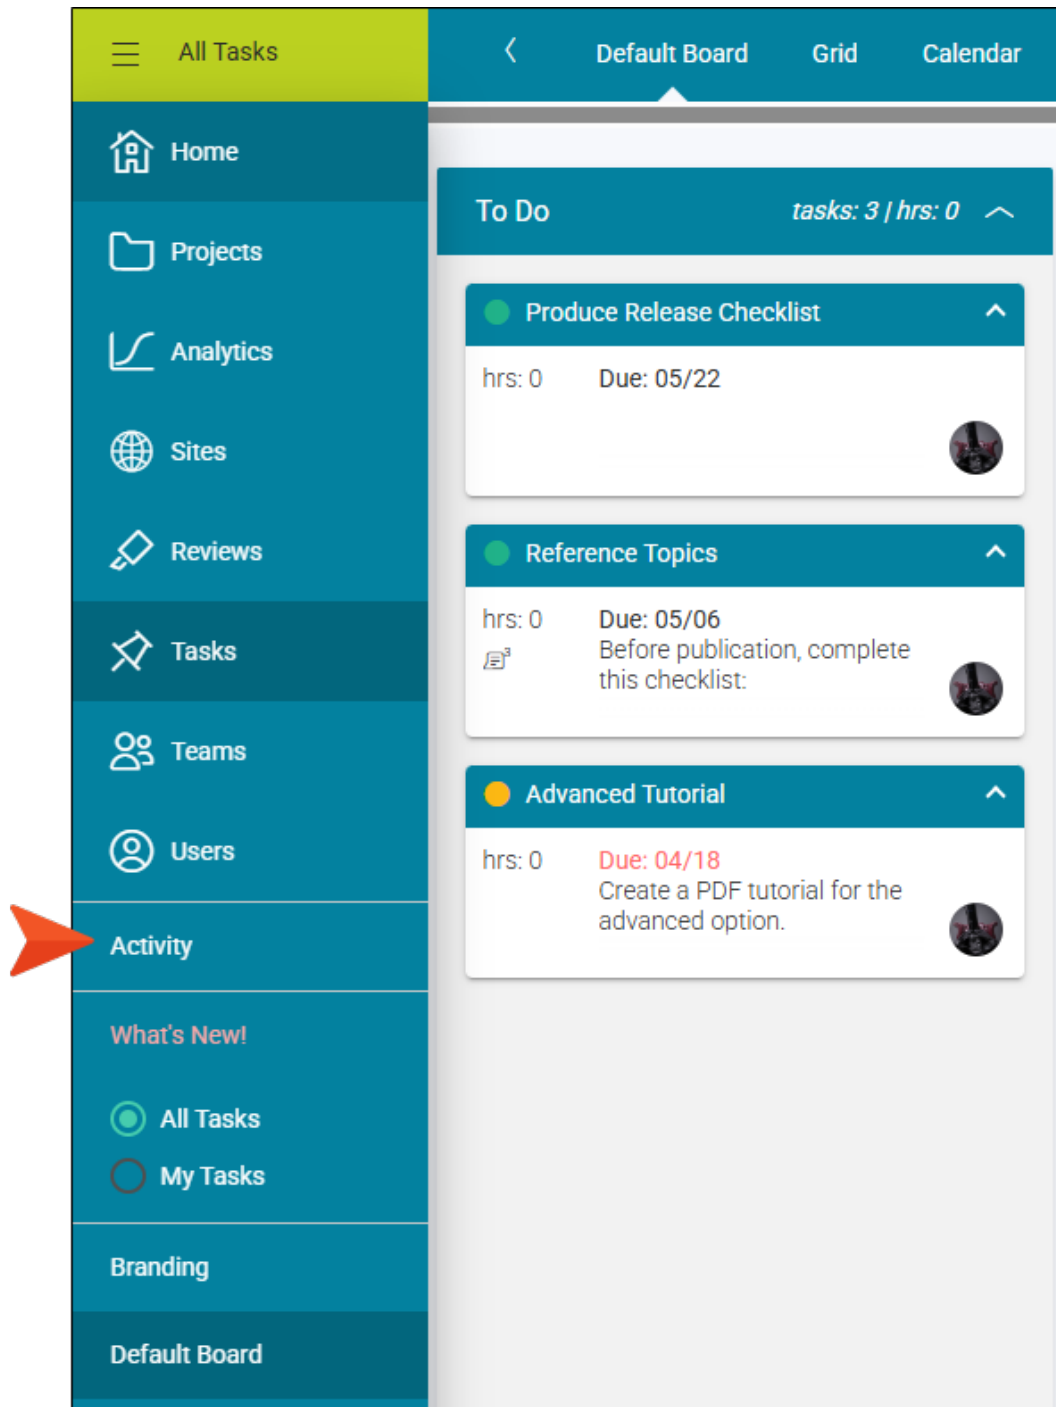 All Tasks
Default Board
Grid
Calendar
Home
Projects
Analytics
Sites
Reviews
Tasks
Teams
Users
Activity
What's New!
All Tasks
My Tasks
Branding
Default Board
To Do
tasks: 3 | hrs: 0
Produce Release Checklist
hrs: 0
Due: 05/22
Reference Topics
hrs: 0
Due: 05/06
3
Before publication, complete
this checklist:
Advanced Tutorial
hrs: 0
Due: 04/18
Create a PDF tutorial for the
advanced option.